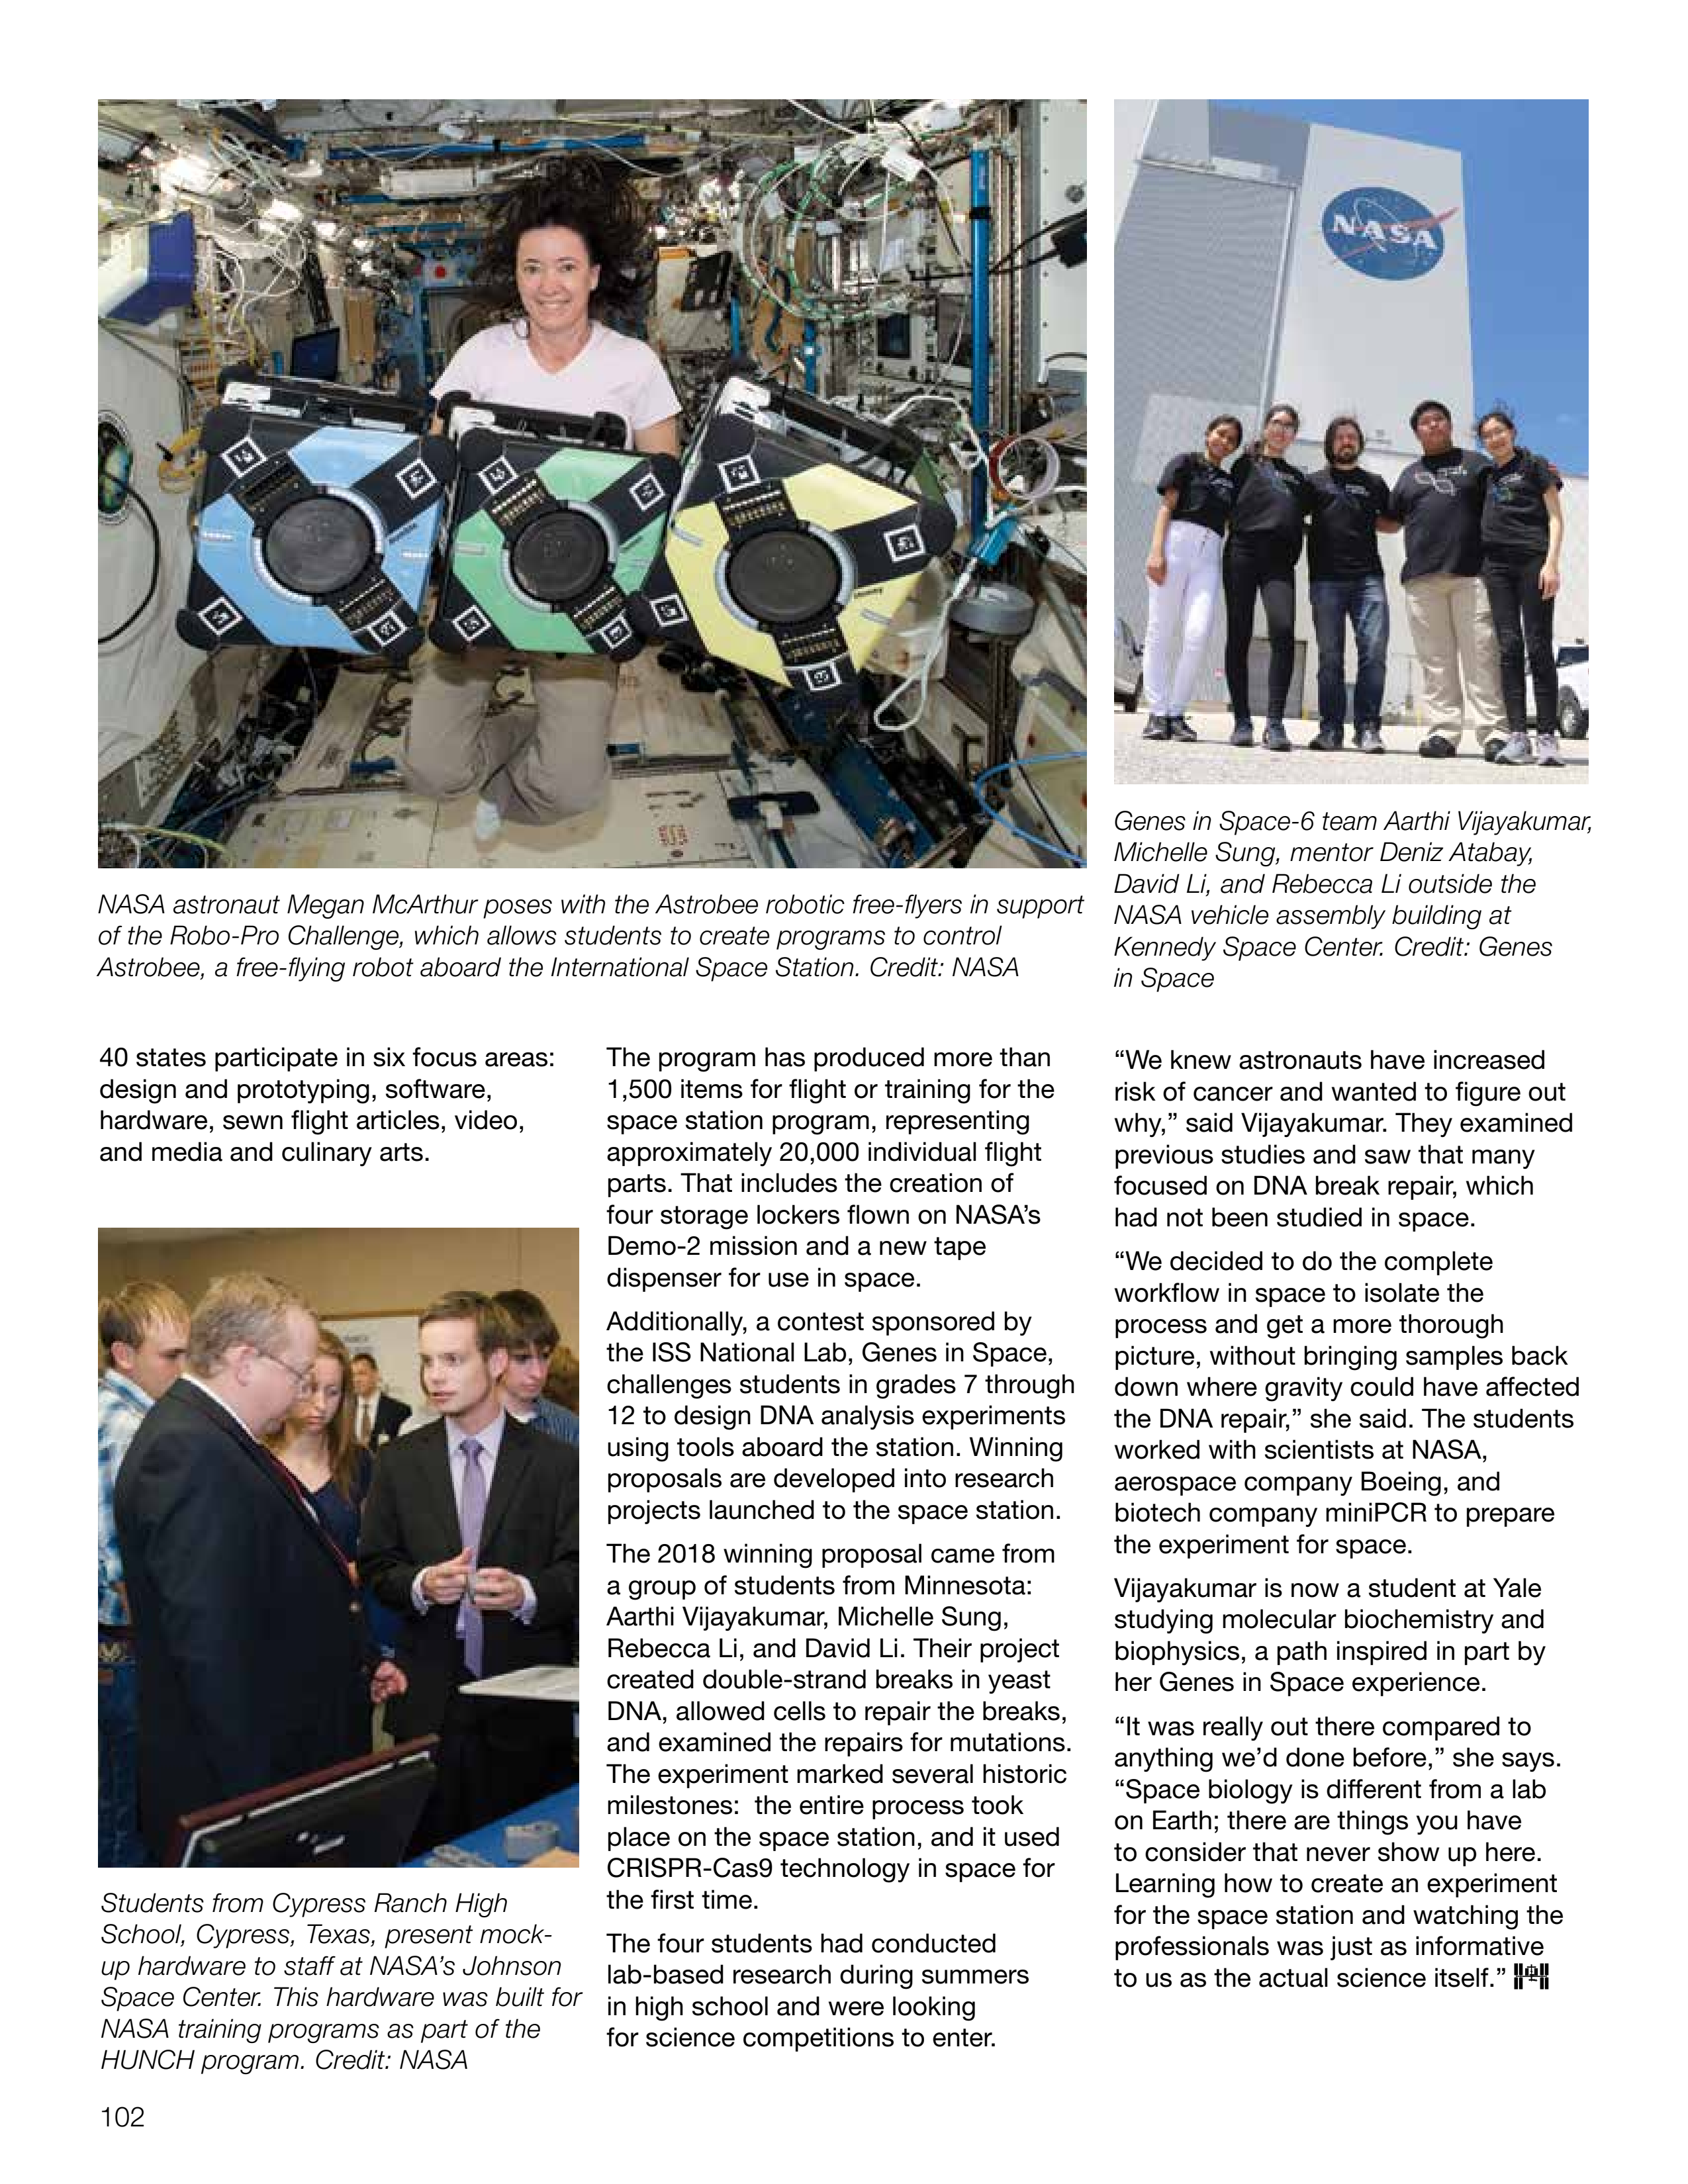 NASA
NASA astronaut Megan McArthur poses with the Astrobee robotic free-flyers in support
of the Robo-Pro Challenge, which allows students to create programs to control
Astrobee, a free-flying robot aboard the International Space Station. Credit: NASA
Genes in Space-6 team Aarthi Vijayakumar,
Michelle Sung, mentor Deniz Atabay,
David Li, and Rebecca Li outside the
NASA vehicle assembly building at
Kennedy Space Center. Credit: Genes
in Space
40 states participate in six focus areas:
design and prototyping, software,
hardware, sewn flight articles, video,
and media and culinary arts.
Students from Cypress Ranch High
School, Cypress, Texas, present mock-
up hardware to staff at NASA’s Johnson
Space Center. This hardware was built for
NASA training programs as part of the
HUNCH program. Credit: NASA
The program has produced more than
1,500 items for flight or training for the
space station program, representing
approximately 20,000 individual flight
parts. That includes the creation of
four storage lockers flown on NASA’s
Demo-2 mission and a new tape
dispenser for use in space.
Additionally, a contest sponsored by
the ISS National Lab, Genes in Space,
challenges students in grades 7 through
12 to design DNA analysis experiments
using tools aboard the station. Winning
proposals are developed into research
projects launched to the space station.
The 2018 winning proposal came from
a group of students from Minnesota:
Aarthi Vijayakumar, Michelle Sung,
Rebecca Li, and David Li. Their project
created double-strand breaks in yeast
DNA, allowed cells to repair the breaks,
and examined the repairs for mutations.
The experiment marked several historic
milestones:  the entire process took
place on the space station, and it used
CRISPR-Cas9 technology in space for
the first time.
The four students had conducted
lab-based research during summers
in high school and were looking
for science competitions to enter.
“We knew astronauts have increased
risk of cancer and wanted to figure out
why,” said Vijayakumar. They examined
previous studies and saw that many
focused on DNA break repair, which
had not been studied in space.
“We decided to do the complete
workflow in space to isolate the
process and get a more thorough
picture, without bringing samples back
down where gravity could have affected
the DNA repair,” she said. The students
worked with scientists at NASA,
aerospace company Boeing, and
biotech company miniPCR to prepare
the experiment for space.
Vijayakumar is now a student at Yale
studying molecular biochemistry and
biophysics, a path inspired in part by
her Genes in Space experience.
“It was really out there compared to
anything we’d done before,” she says.
“Space biology is different from a lab
on Earth; there are things you have
to consider that never show up here.
Learning how to create an experiment
for the space station and watching the
professionals was just as informative
to us as the actual science itself.”
102